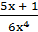 5x + 1
6x⁴